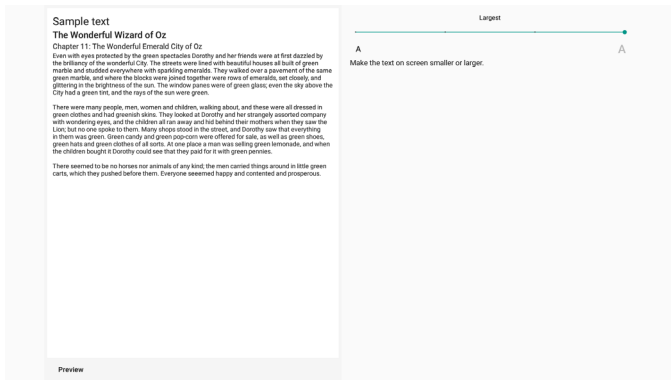 Sample text
The Wonderful Wizard of Oz
Chapter 11: The Wonderful Emerald City of Oz
Even with eyes protected by the green spectacles Dorothy and her friends were at first dazzled by
the brilliancy of the wonderful City. The streets were lined with beautiful houses all built of green
marble and studded everywhere with sparkling emeralds. They walked over a pavement of the same
green marble, and where the blocks were joined together were rows of emeralds, set closely, and
glittering in the brightness of the sun. The window panes were of green glass; even the sky above the
City had a green tint, and the rays of the sun were green.
There were many people, men, women and children, walking about, and these were all dressed in
green clothes and had greenish skins. They looked at Dorothy and her strangely assorted company
with wondering eyes, and the children all ran away and hid behind their mothers when they saw the
Lion; but no one spoke to them. Many shops stood in the street, and Dorothy saw that everything
in them was green. Green candy and green pop-corn were offered for sale, as well as green shoes,
green hats and green clothes of all sorts. At one place a man was selling green lemonade, and when
the children bought it Dorothy could see that they paid for it with green pennies.
There seemed to be no horses nor animals of any kind; the men carried things around in little green
carts, which they pushed before them. Everyone seeemed happy and contented and prosperous.
Preview
Largest
A A
Make the text on screen smaller or larger.